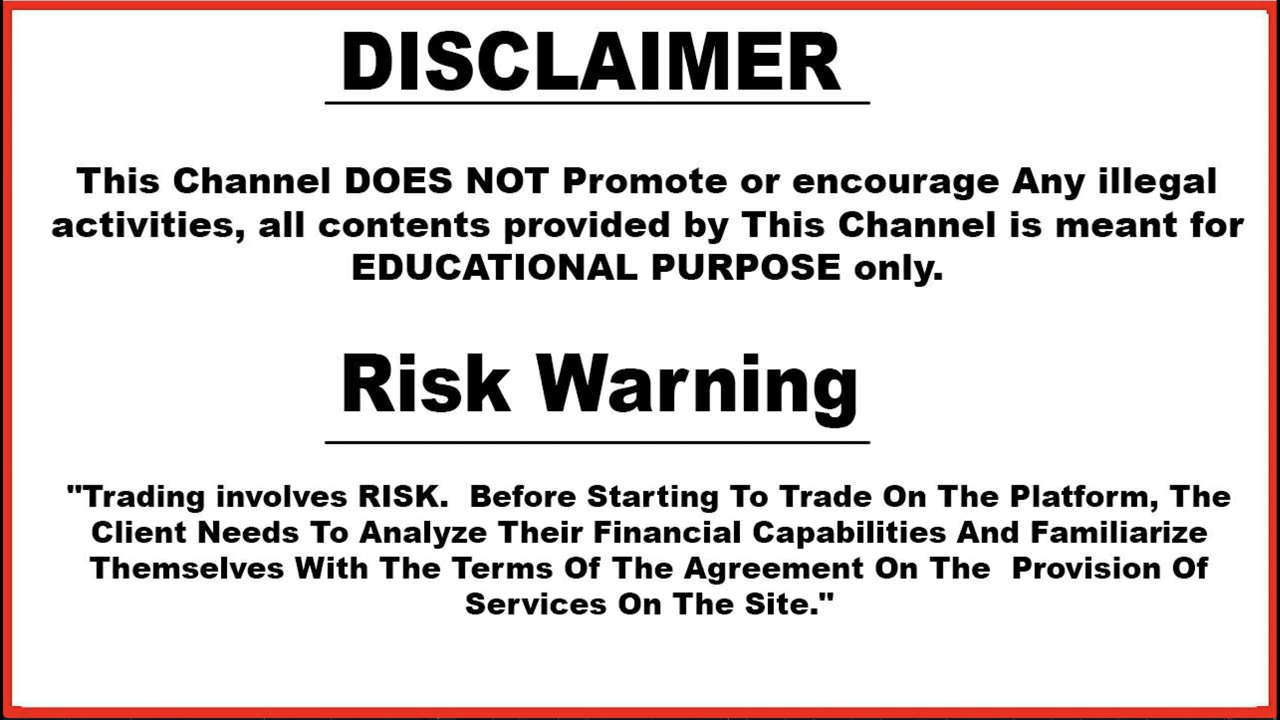 DISCLAIMER
This Channel DOES NOT Promote or encourage Any illegal
activities, all contents provided by This Channel is meant for
EDUCATIONAL PURPOSE only.
Risk Warning
"Trading involves RISK.  Before Starting To Trade On The Platform, The
Client Needs To Analyze Their Financial Capabilities And Familiarize
Themselves With The Terms Of The Agreement On The  Provision Of
Services On The Site."